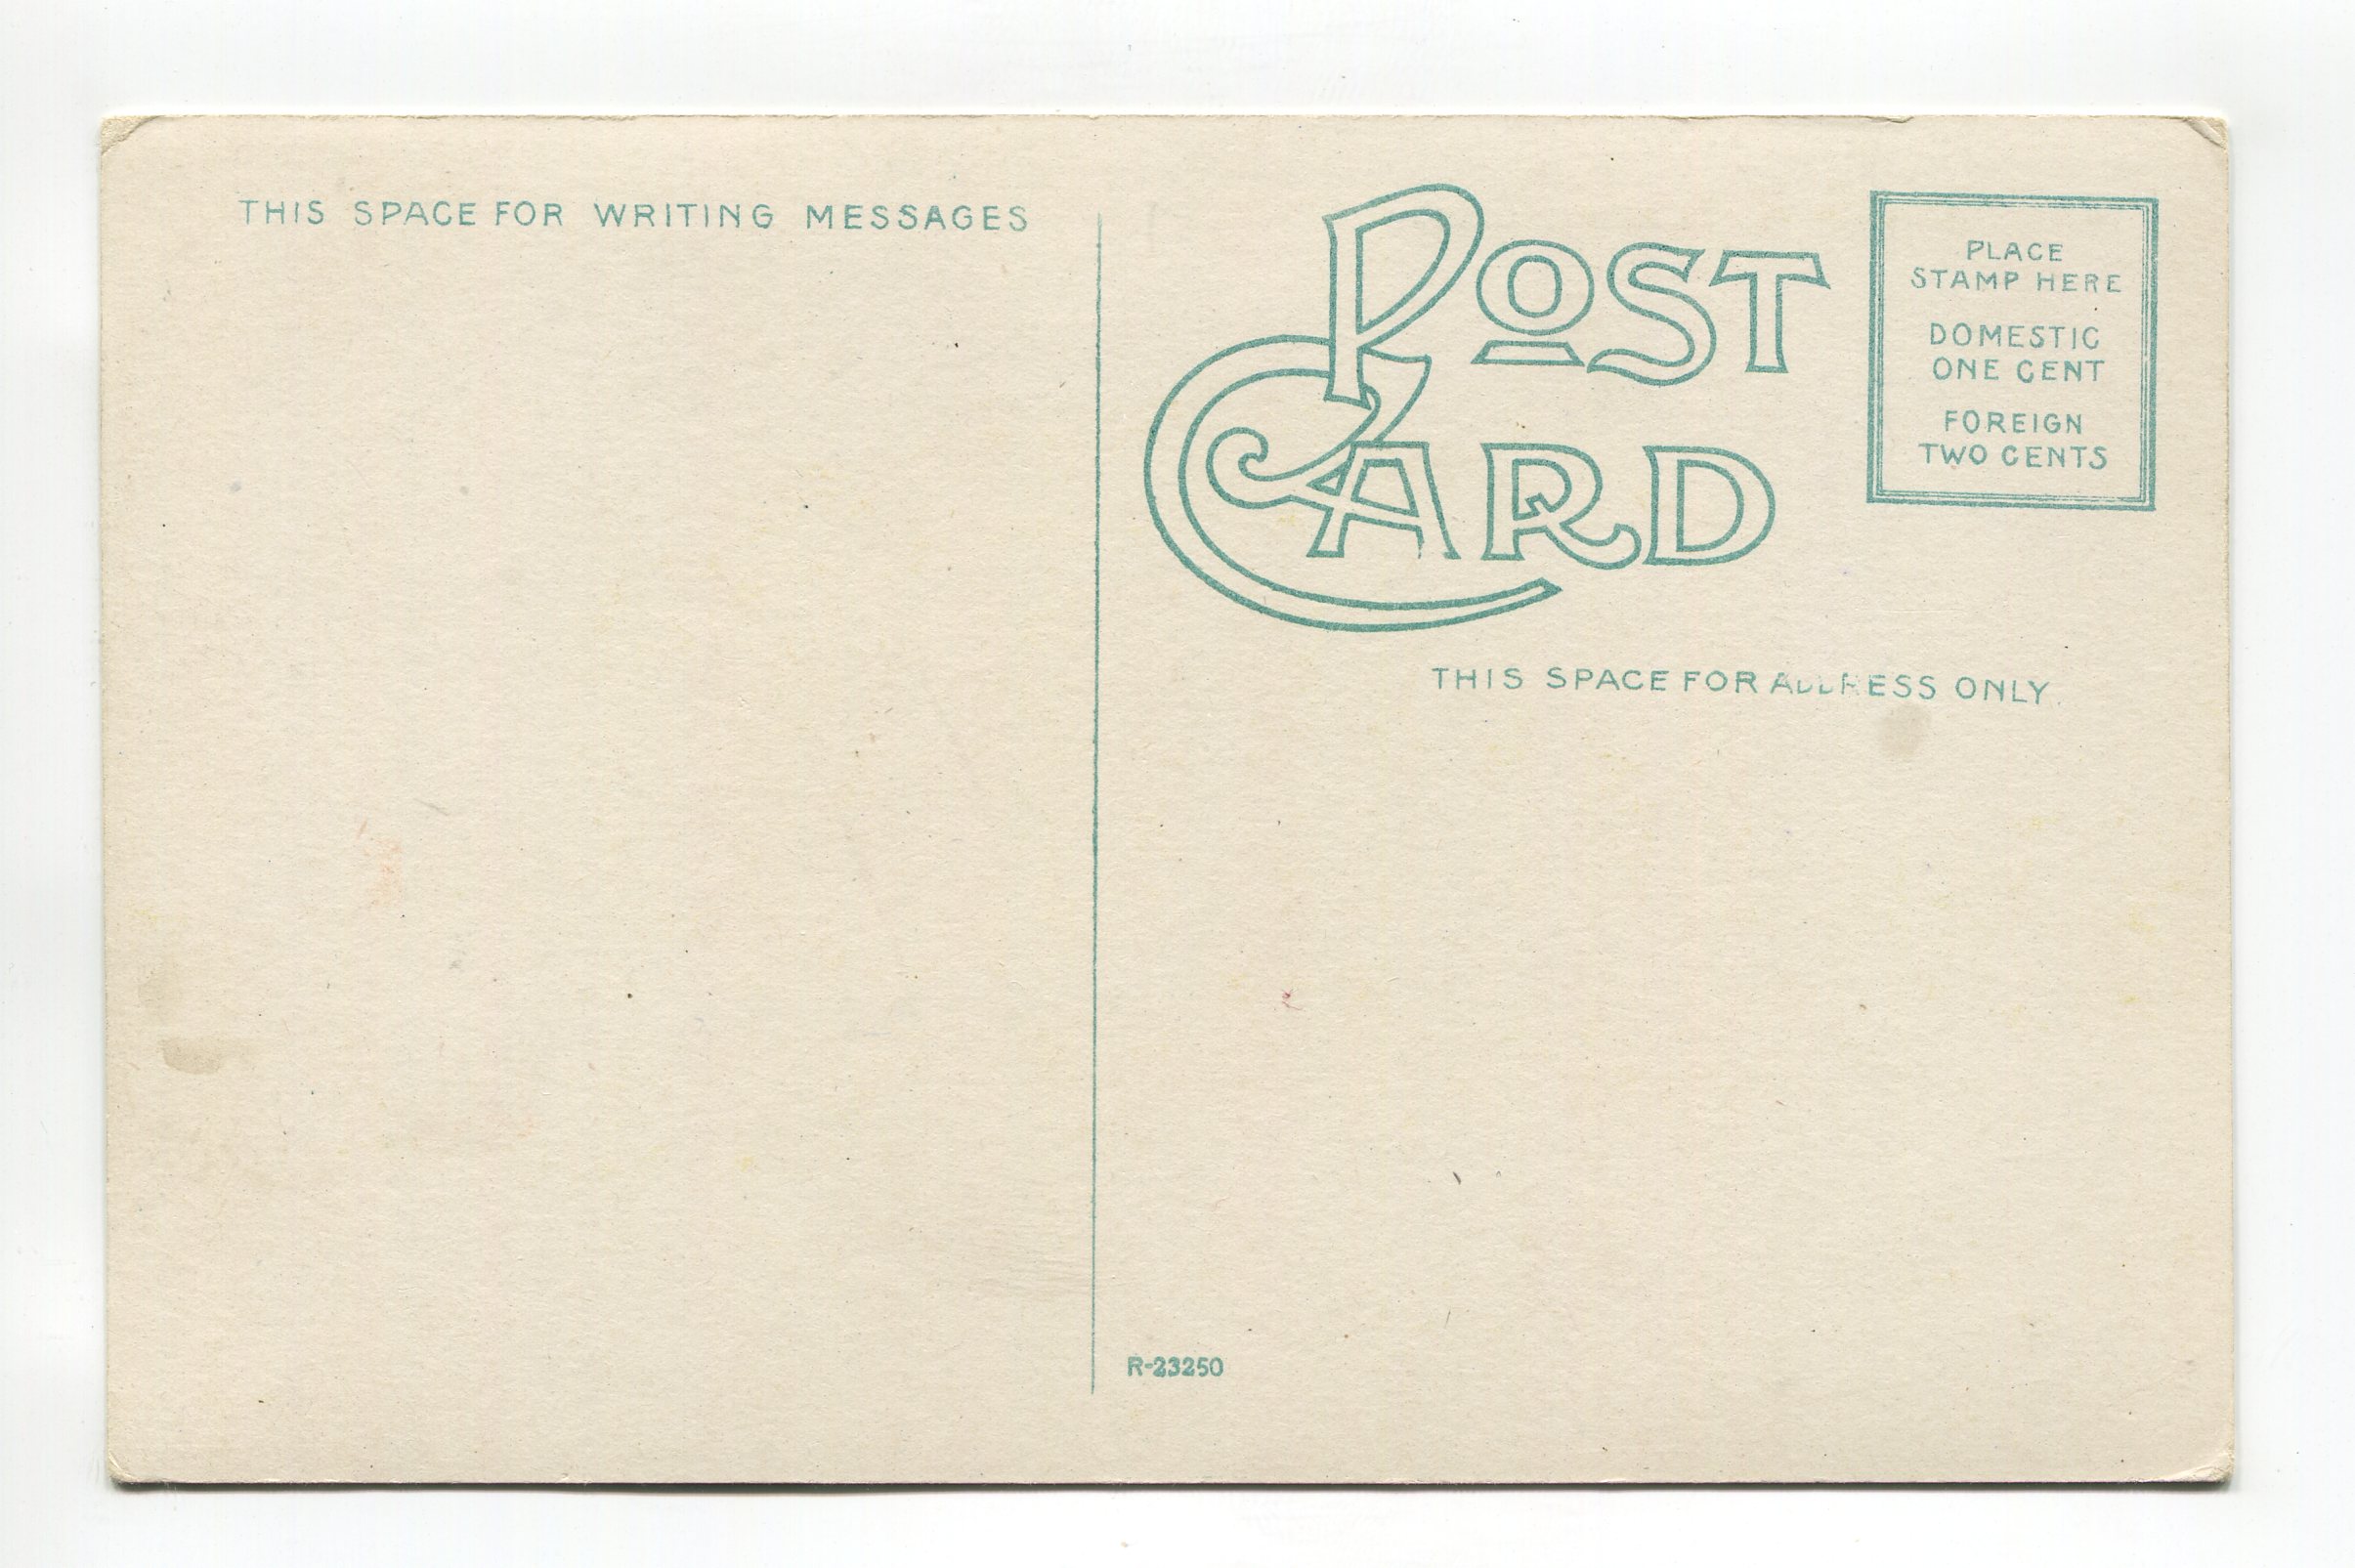 THIS SPACE FOR WRITING MESSAGES
POST
CARD
PLACE
STAMP HERE
DOMESTIC
ONE CENT
FOREIGN
TWO CENTS
THIS SPACE FOR ADDRESS ONLY.
R-23250